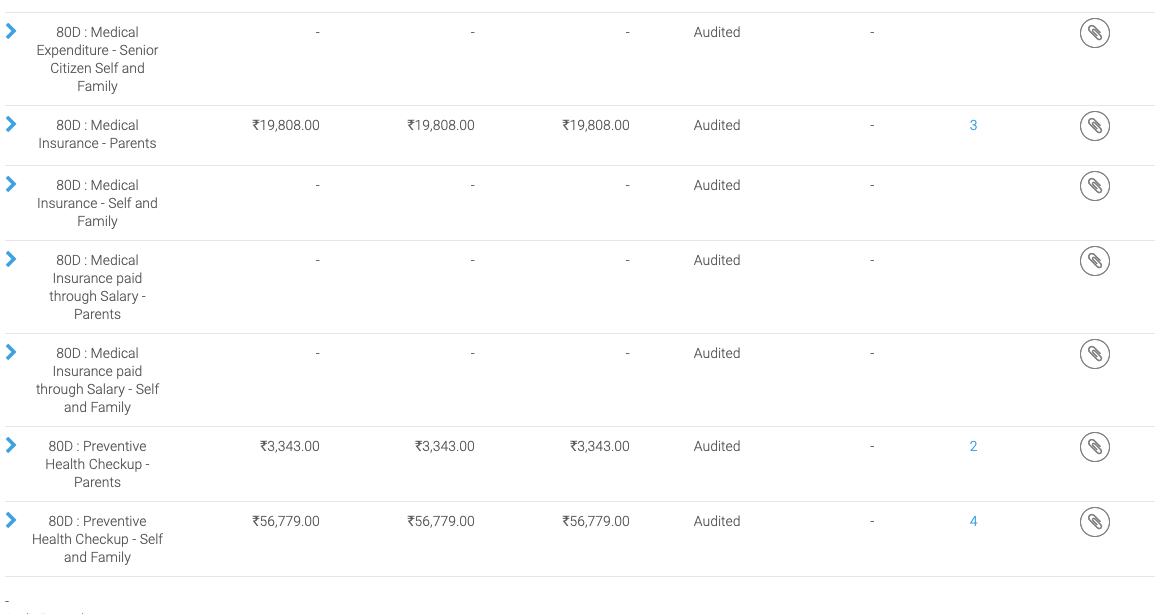 80D : Medical - - - Audited -
Expenditure - Senior
Citizen Self and
Family
80D : Medical ₹19,808.00 ₹19,808.00 ₹19,808.00 Audited - 3
Insurance - Parents
80D : Medical - - - Audited -
Insurance - Self and
Family
80D : Medical - - - Audited -
Insurance paid
through Salary -
Parents
80D : Medical - - - Audited -
Insurance paid
through Salary - Self
and Family
80D : Preventive ₹3,343.00 ₹3,343.00 ₹3,343.00 Audited - 2
Health Checkup -
Parents
80D : Preventive ₹56,779.00 ₹56,779.00 ₹56,779.00 Audited - 4
Health Checkup - Self
and Family
-